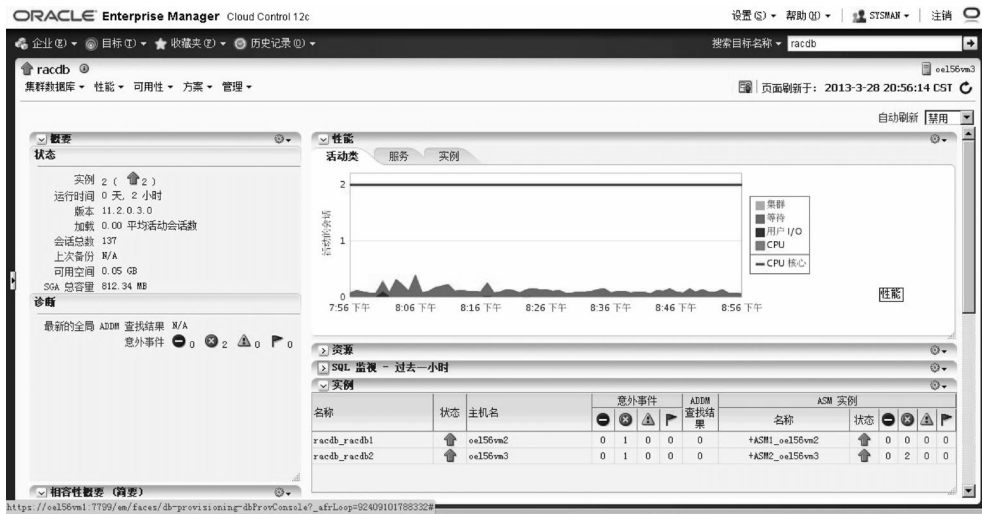 ORACLE Enterprise Manager Cloud Control 12c
设置(S) 帮助(H) SYSMAN 注销
企业(E) 目标(T) 收藏夹(F) 历史记录(O) 搜索目标名称 racdb
racdb oel56vm3
集群数据库 性能 可用性 方案 管理 页面刷新于: 2013-3-28 20:56:14 CST
自动刷新 禁用
概要
状态
实例 2 ( 2 )
运行时间 0 天, 2 小时
版本 11.2.0.3.0
加载 0.00 平均活动会话数
会话总数 137
上次备份 N/A
可用空间 0.05 GB
SGA 总容量 812.34 MB
诊断
最新的全局 ADDM 查找结果 N/A
意外事件 0 2 0 0
相容性概要 (简要)
性能
活动类 服务 实例
活动的会话
2
1
0
7:56 下午 8:06 下午 8:16 下午 8:26 下午 8:36 下午 8:46 下午 8:56 下午
集群
等待
用户 I/O
CPU
CPU 核心
性能
资源
SQL 监视 - 过去一小时
实例
名称 状态 主机名 意外事件 ADDM 查找结果 ASM 实例
名称 状态
racdb_racdb1 oel56vm2 0 1 0 0 0 +ASM1_oel56vm2 0 0 0 0
racdb_racdb2 oel56vm3 0 1 0 0 0 +ASM2_oel56vm3 0 2 0 0
https://oel56vm1:7799/em/faces/db-provisioning-dbProvConsole?_afrLoop=92409101788332#